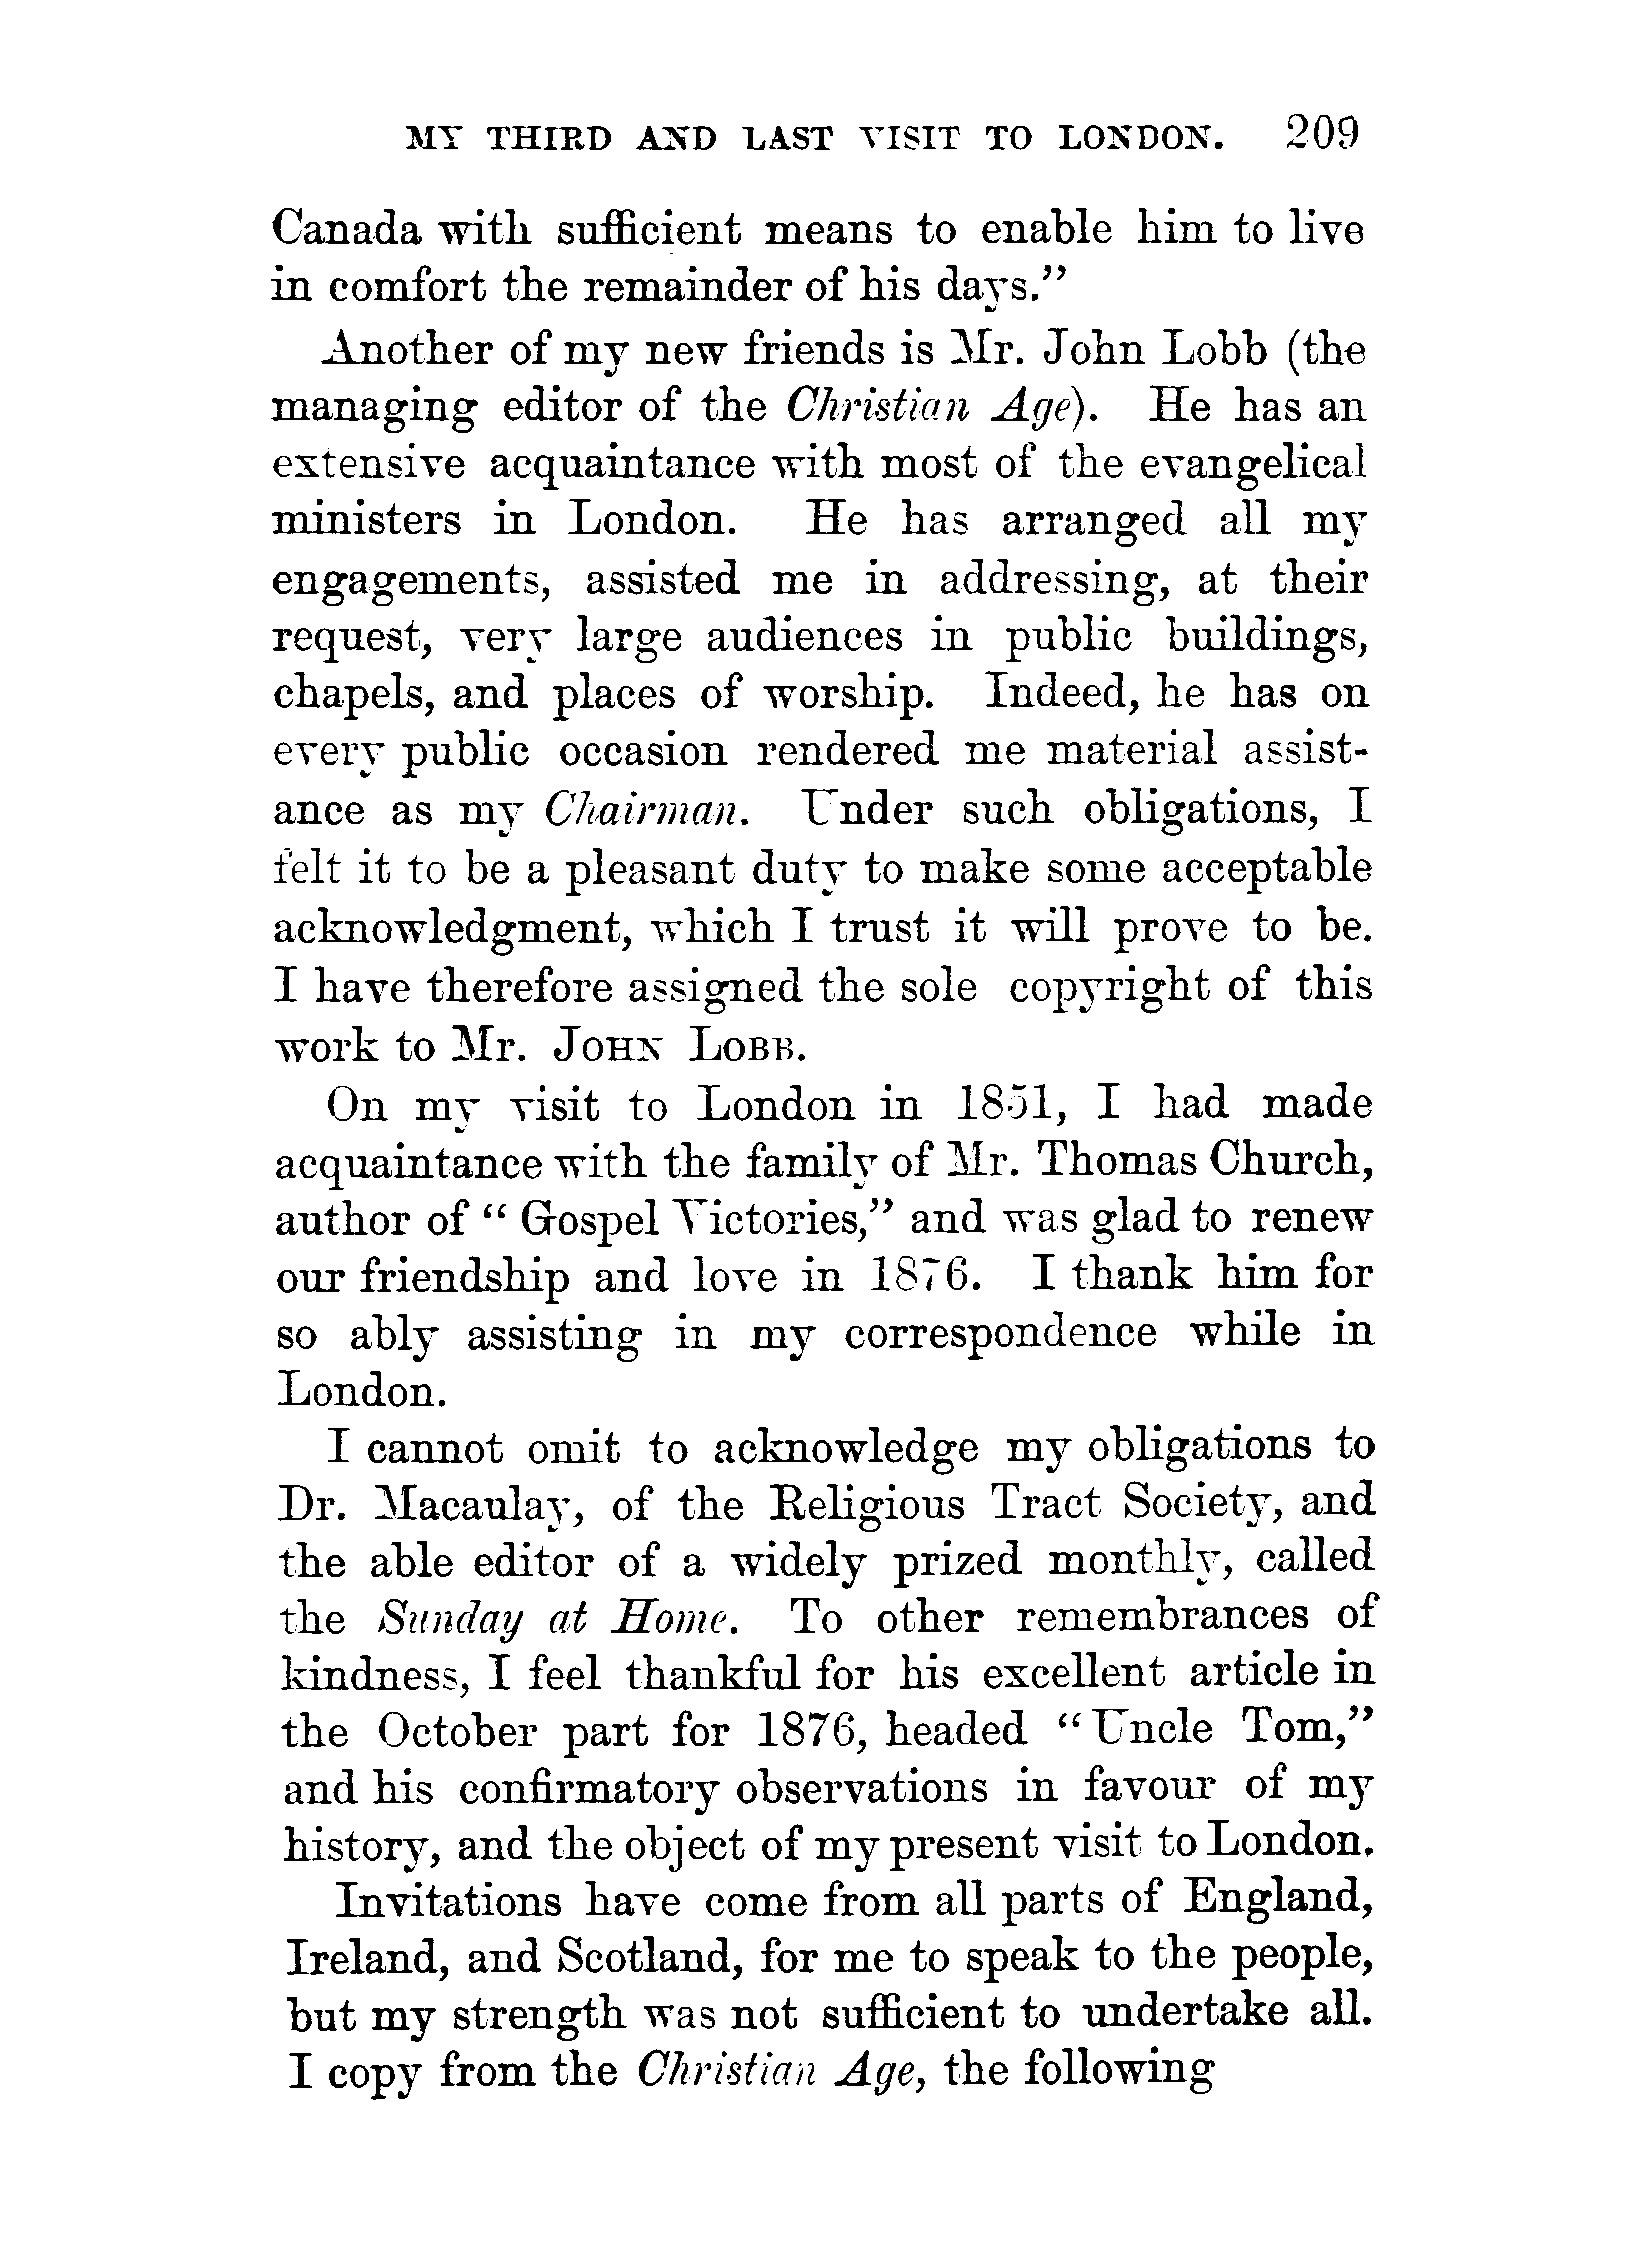 MY THIRD AND LAST VISIT TO LONDON. 209
Canada with sufficient means to enable him to live
in comfort the remainder of his days.”
Another of my new friends is Mr. John Lobb (the
managing editor of the Christian Age). He has an
extensive acquaintance with most of the evangelical
ministers in London. He has arranged all my
engagements, assisted me in addressing, at their
request, very large audiences in public buildings,
chapels, and places of worship. Indeed, he has on
every public occasion rendered me material assist-
ance as my Chairman. Under such obligations, I
felt it to be a pleasant duty to make some acceptable
acknowledgment, which I trust it will prove to be.
I have therefore assigned the sole copyright of this
work to Mr. JOHN LOBB.
On my visit to London in 1851, I had made
acquaintance with the family of Mr. Thomas Church,
author of “ Gospel Victories,” and was glad to renew
our friendship and love in 1876. I thank him for
so ably assisting in my correspondence while in
London.
I cannot omit to acknowledge my obligations to
Dr. Macaulay, of the Religious Tract Society, and
the able editor of a widely prized monthly, called
the Sunday at Home. To other remembrances of
kindness, I feel thankful for his excellent article in
the October part for 1876, headed “Uncle Tom,”
and his confirmatory observations in favour of my
history, and the object of my present visit to London.
Invitations have come from all parts of England,
Ireland, and Scotland, for me to speak to the people,
but my strength was not sufficient to undertake all.
I copy from the Christian Age, the following